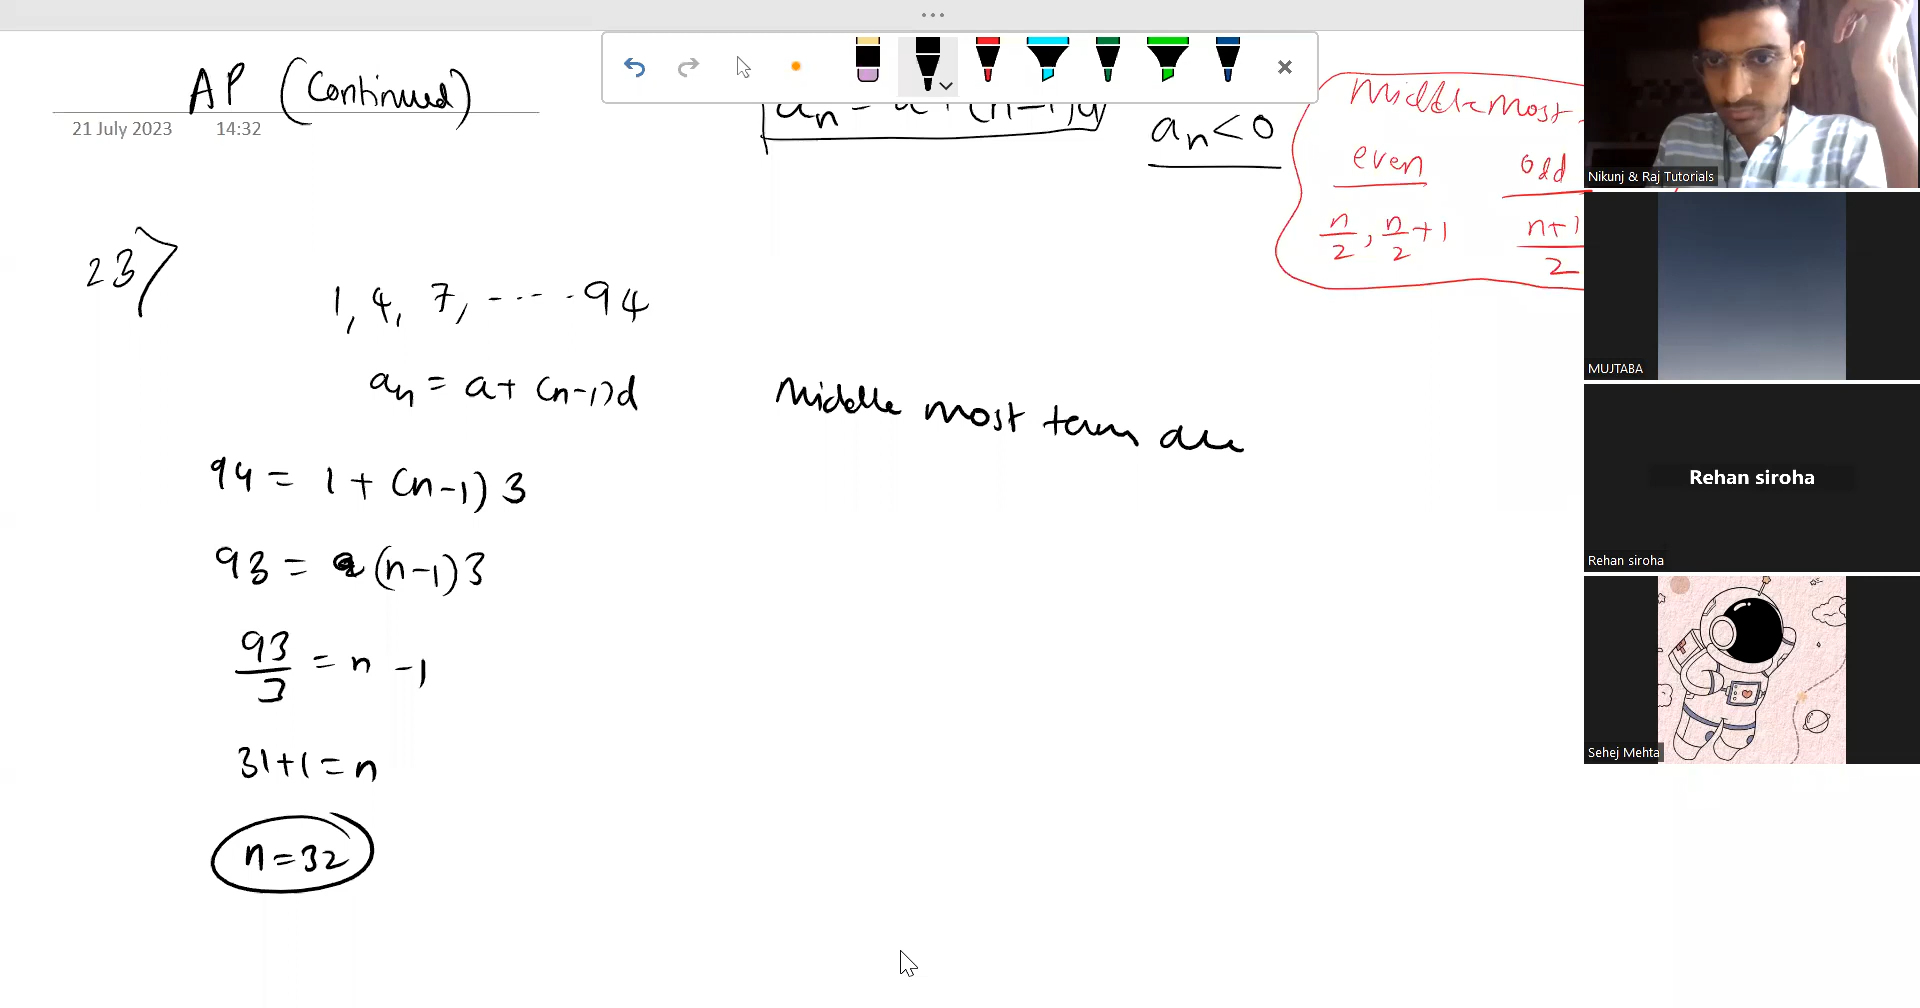 AP (Continued)
21 July 2023 14:32
an = a + (n-1)d
an < 0
Middle most
even odd
n/2, n/2+1 n+1/2
23)
1, 4, 7, ----- 94
an = a + (n-1)d
Middle most term are
94 = 1 + (n-1) 3
93 = (n-1)3
93/3 = n -1
31+1 = n
n = 32
Nikunj & Raj Tutorials
MUJTABA
Rehan siroha
Rehan siroha
Sehej Mehta